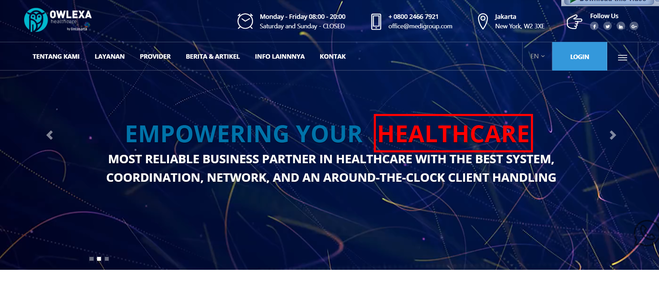 OWLEXA
Monday - Friday 08:00 - 20:00
Saturday and Sunday - CLOSED
+ 0800 2466 7921
office@medigroup.com
Jakarta
New York, W2 3XE
Follow Us
TENTANG KAMI
LAYANAN
PROVIDER
BERITA & ARTIKEL
INFO LAINNNYA
KONTAK
EN
LOGIN
EMPOWERING YOUR HEALTHCARE
MOST RELIABLE BUSINESS PARTNER IN HEALTHCARE WITH THE BEST SYSTEM,
COORDINATION, NETWORK, AND AN AROUND-THE-CLOCK CLIENT HANDLING